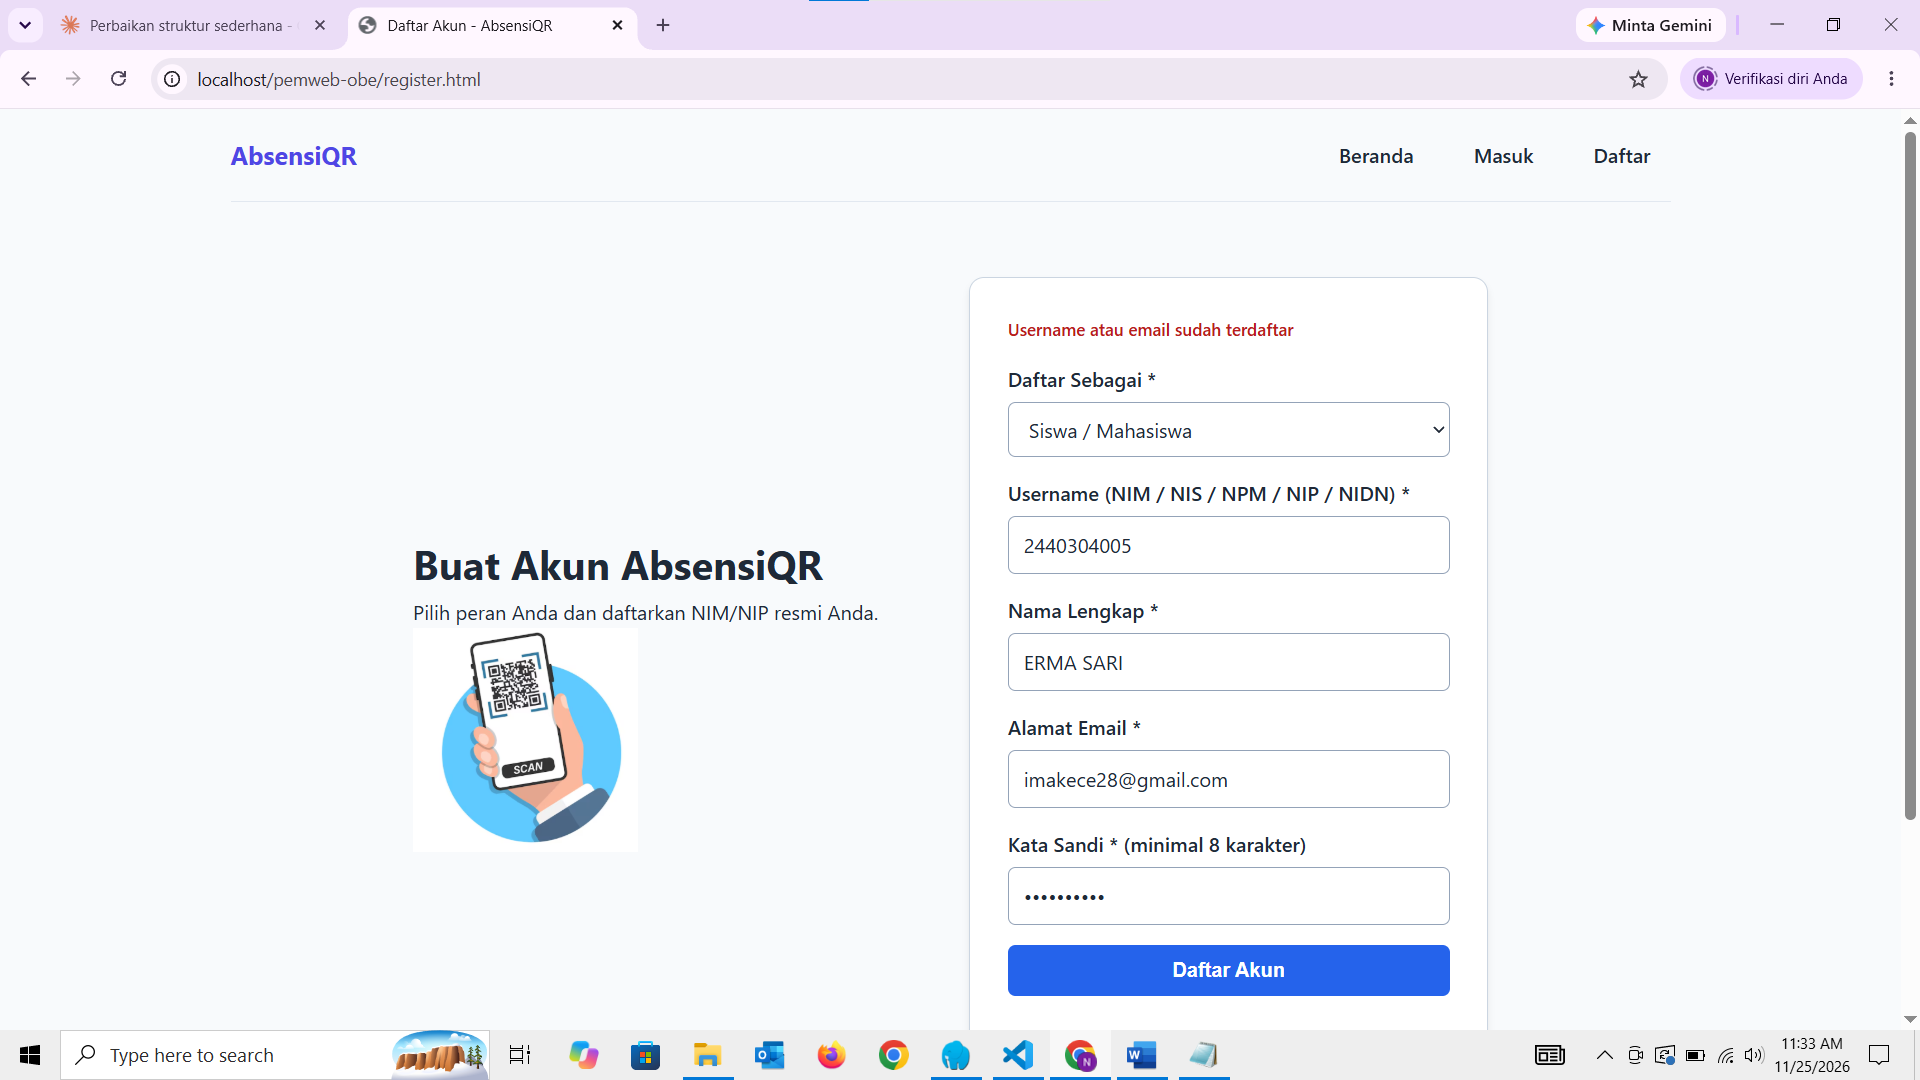 Perbaikan struktur sederhana -
Daftar Akun - AbsensiQR
Minta Gemini
localhost/pemweb-obe/register.html
N
Verifikasi diri Anda
AbsensiQR
Beranda
Masuk
Daftar
Buat Akun AbsensiQR
Pilih peran Anda dan daftarkan NIM/NIP resmi Anda.
SCAN
Username atau email sudah terdaftar
Daftar Sebagai *
Siswa / Mahasiswa
Username (NIM / NIS / NPM / NIP / NIDN) *
2440304005
Nama Lengkap *
ERMA SARI
Alamat Email *
imakece28@gmail.com
Kata Sandi * (minimal 8 karakter)
••••••••••
Daftar Akun
Type here to search
11:33 AM
11/25/2026